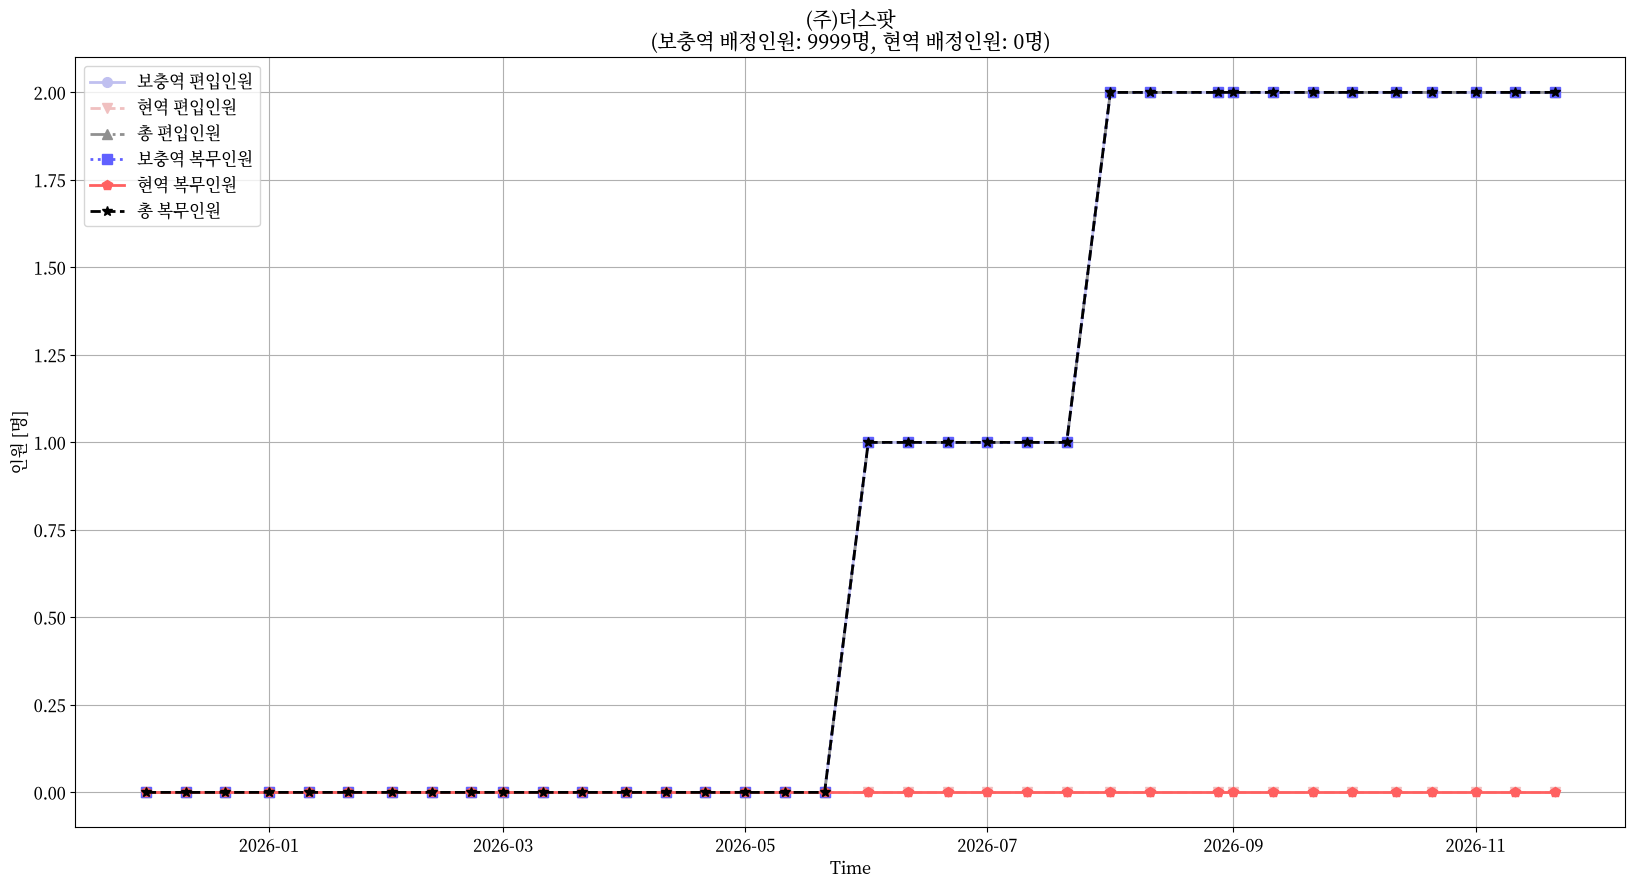 (주)더스팟
(보충역 배정인원: 9999명, 현역 배정인원: 0명)
보충역 편입인원
현역 편입인원
총 편입인원
보충역 복무인원
현역 복무인원
총 복무인원
인원 [명]
2.00
1.75
1.50
1.25
1.00
0.75
0.50
0.25
0.00
2026-01
2026-03
2026-05
2026-07
2026-09
2026-11
Time